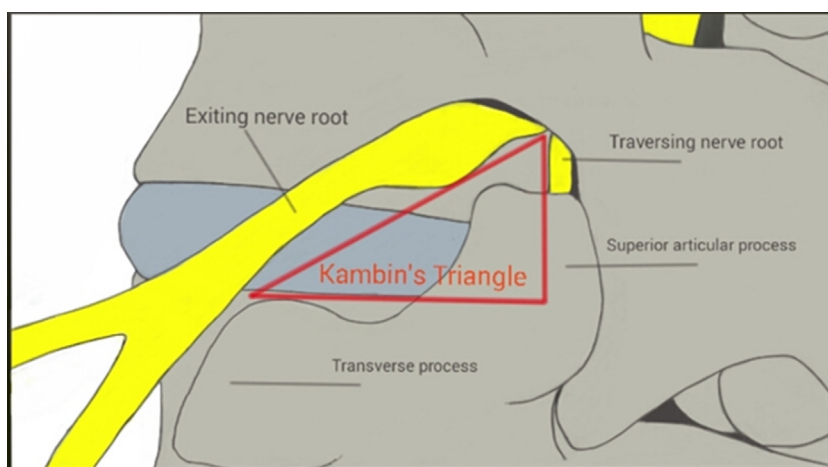 Exiting nerve root
Traversing nerve root
Superior articular process
Kambin's Triangle
Transverse process